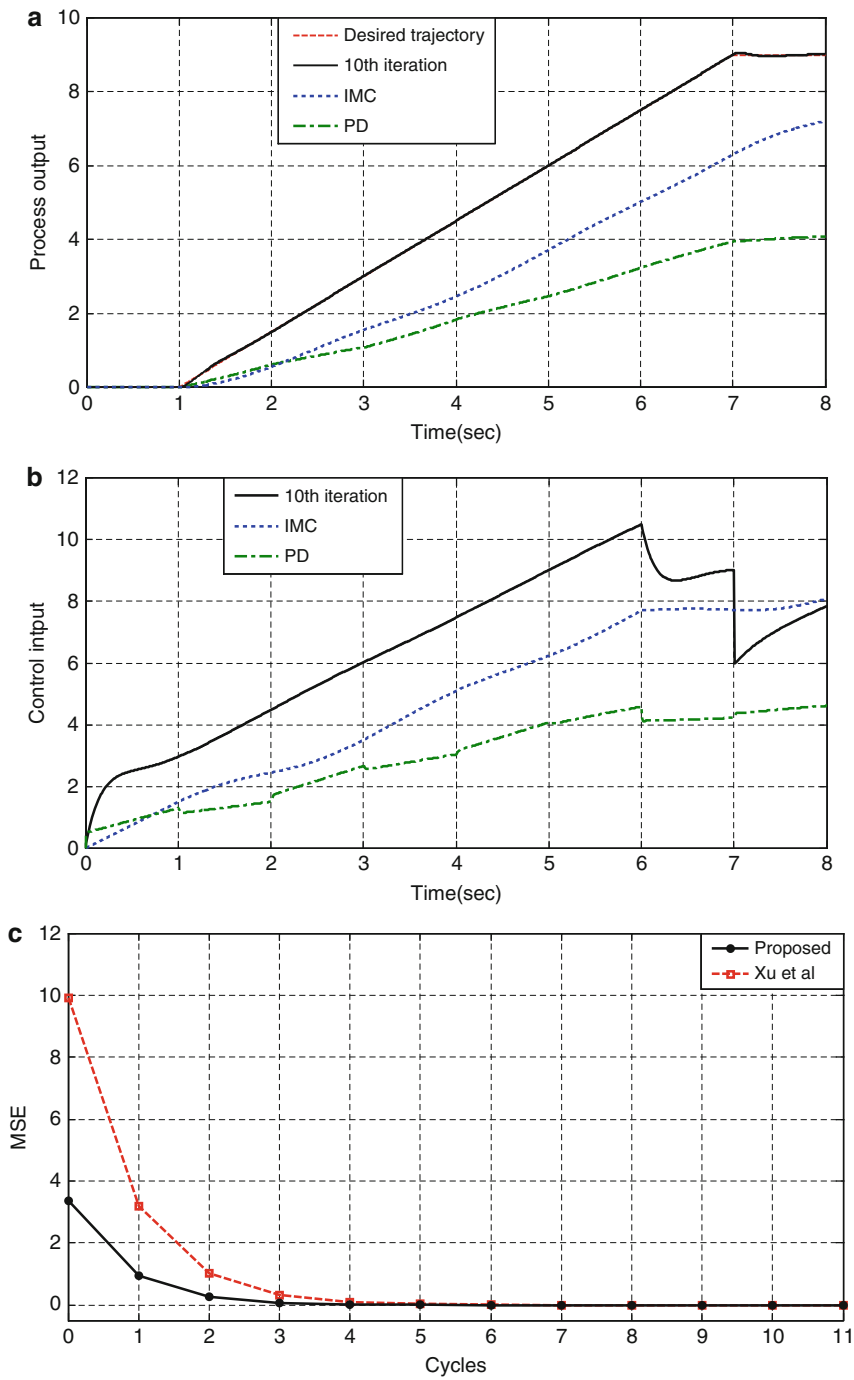 a
10
8
6
4
2
0
Process output
Desired trajectory
10th iteration
IMC
PD
0 1 2 3 4 5 6 7 8
Time(sec)
b
12
10
8
6
4
2
0
Control intput
10th iteration
IMC
PD
0 1 2 3 4 5 6 7 8
Time(sec)
c
12
10
8
6
4
2
0
MSE
Proposed
Xu et al
0 1 2 3 4 5 6 7 8 9 10 11
Cycles